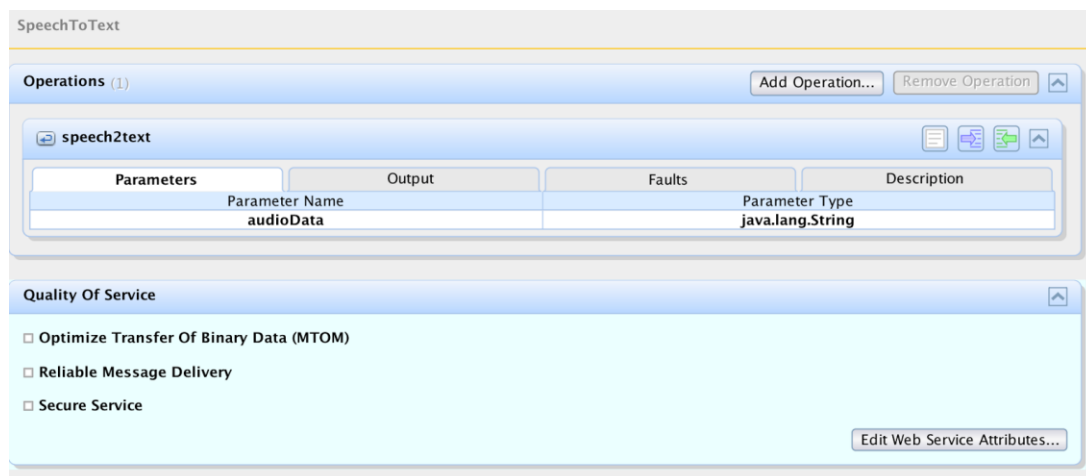 SpeechToText
Operations (1) Add Operation... Remove Operation
speech2text
Parameters Output Faults Description
Parameter Name Parameter Type
audioData java.lang.String
Quality Of Service
Optimize Transfer Of Binary Data (MTOM)
Reliable Message Delivery
Secure Service
Edit Web Service Attributes...